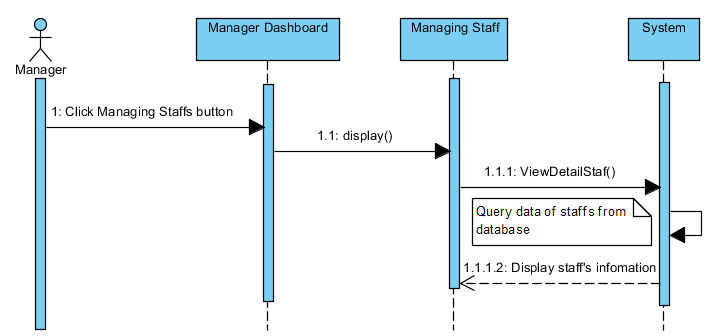 Manager Dashboard
Managing Staff
System
Manager
1: Click Managing Staffs button
1.1: display()
1.1.1: ViewDetailStaf()
Query data of staffs from
database
1.1.1.2: Display staff's infomation